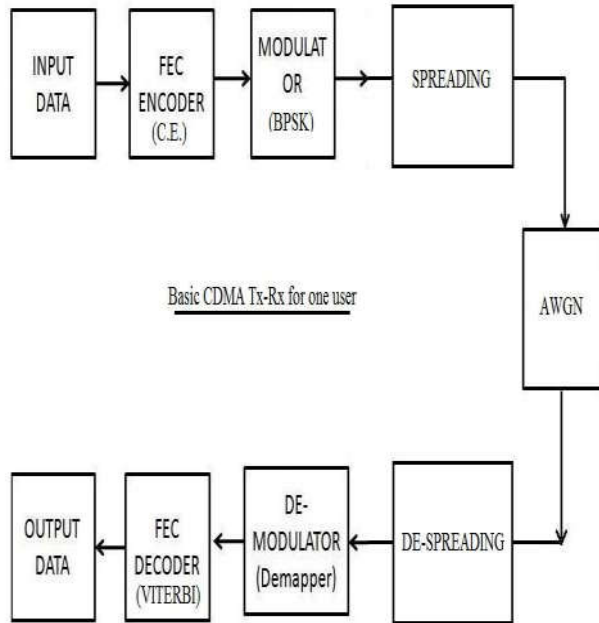 INPUT
DATA
FEC
ENCODER
(C.E.)
MODULAT
OR
(BPSK)
SPREADING
Basic CDMA Tx-Rx for one user
AWGN
OUTPUT
DATA
FEC
DECODER
(VITERBI)
DE-
MODULATOR
(Demapper)
DE-SPREADING